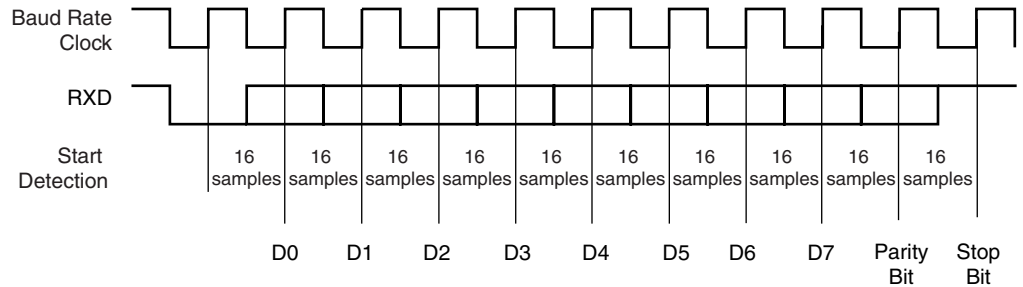 Baud Rate
Clock
RXD
Start
Detection
16 16 16 16 16 16 16 16 16 16
samples samples samples samples samples samples samples samples samples samples
D0 D1 D2 D3 D4 D5 D6 D7 Parity Stop
Bit Bit